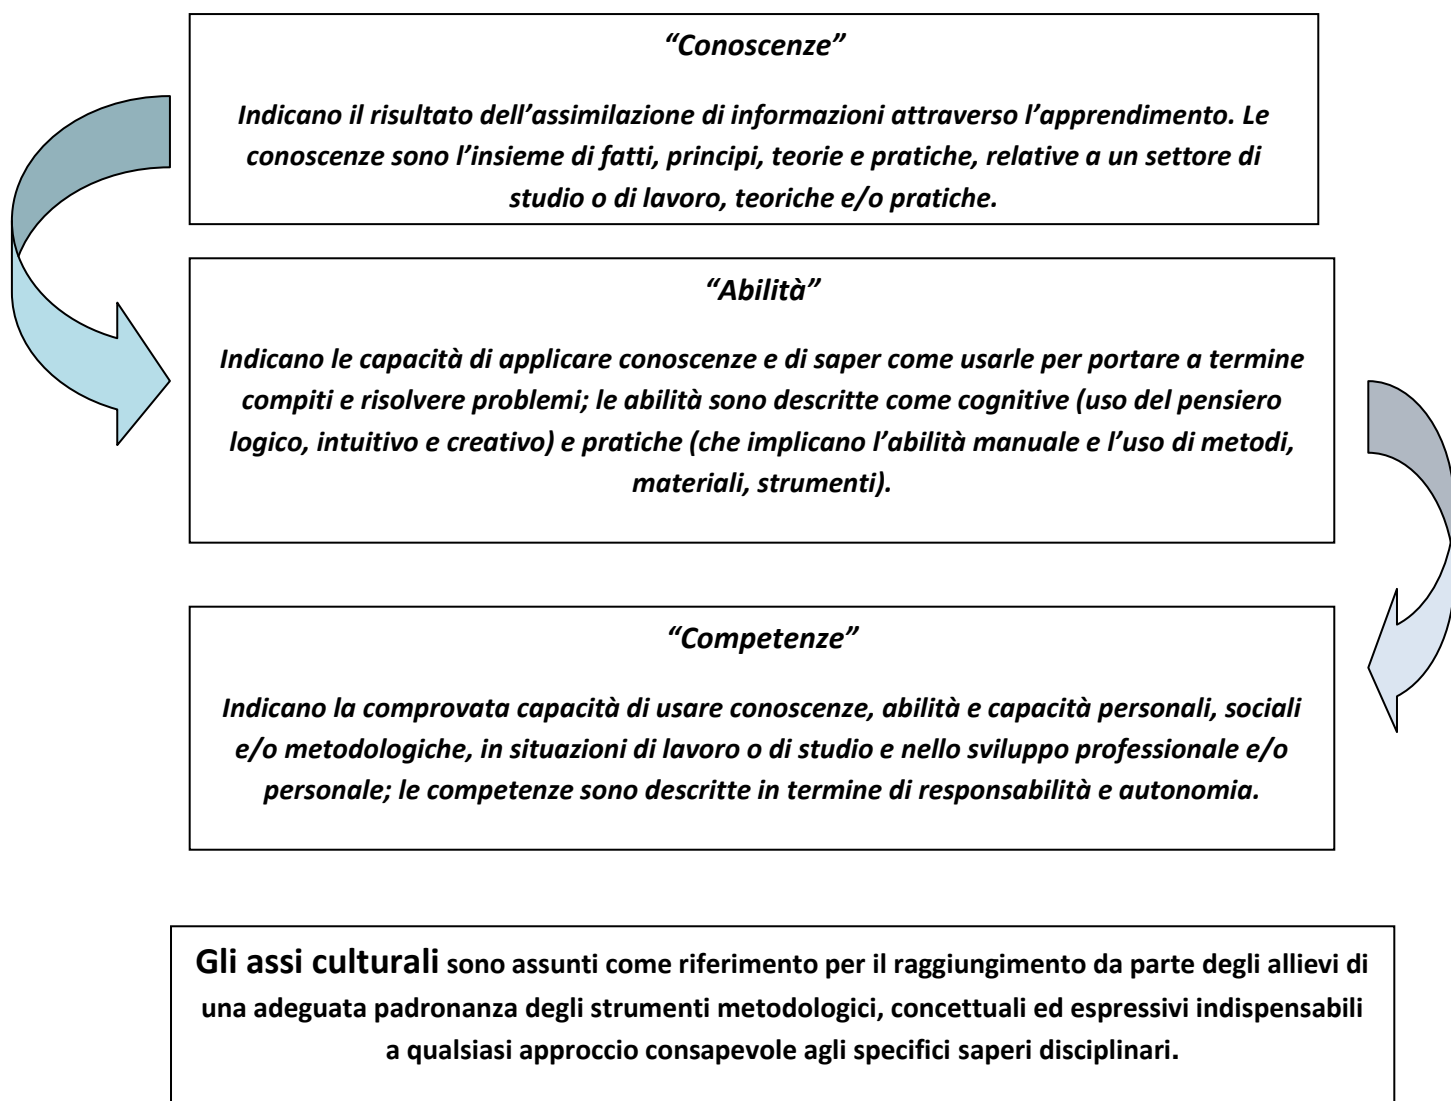 “Conoscenze”
Indicano il risultato dell’assimilazione di informazioni attraverso l’apprendimento. Le
conoscenze sono l’insieme di fatti, principi, teorie e pratiche, relative a un settore di
studio o di lavoro, teoriche e/o pratiche.
“Abilità”
Indicano le capacità di applicare conoscenze e di saper come usarle per portare a termine
compiti e risolvere problemi; le abilità sono descritte come cognitive (uso del pensiero
logico, intuitivo e creativo) e pratiche (che implicano l’abilità manuale e l’uso di metodi,
materiali, strumenti).
“Competenze”
Indicano la comprovata capacità di usare conoscenze, abilità e capacità personali, sociali
e/o metodologiche, in situazioni di lavoro o di studio e nello sviluppo professionale e/o
personale; le competenze sono descritte in termine di responsabilità e autonomia.
Gli assi culturali sono assunti come riferimento per il raggiungimento da parte degli allievi di
una adeguata padronanza degli strumenti metodologici, concettuali ed espressivi indispensabili
a qualsiasi approccio consapevole agli specifici saperi disciplinari.